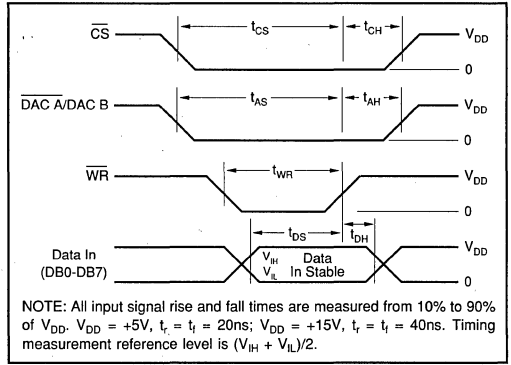 C̅S̅
tCS
tCH
VDD
0
D̅A̅C̅ A̅/DAC B
tAS
tAH
VDD
0
W̅R̅
tWR
VDD
0
tDS
tDH
Data In
(DB0-DB7)
VIH
VIL
Data
In Stable
VDD
0
NOTE: All input signal rise and fall times are measured from 10% to 90%
of VDD. VDD = +5V, tr = tf = 20ns; VDD = +15V, tr = tf = 40ns. Timing
measurement reference level is (VIH + VIL)/2.